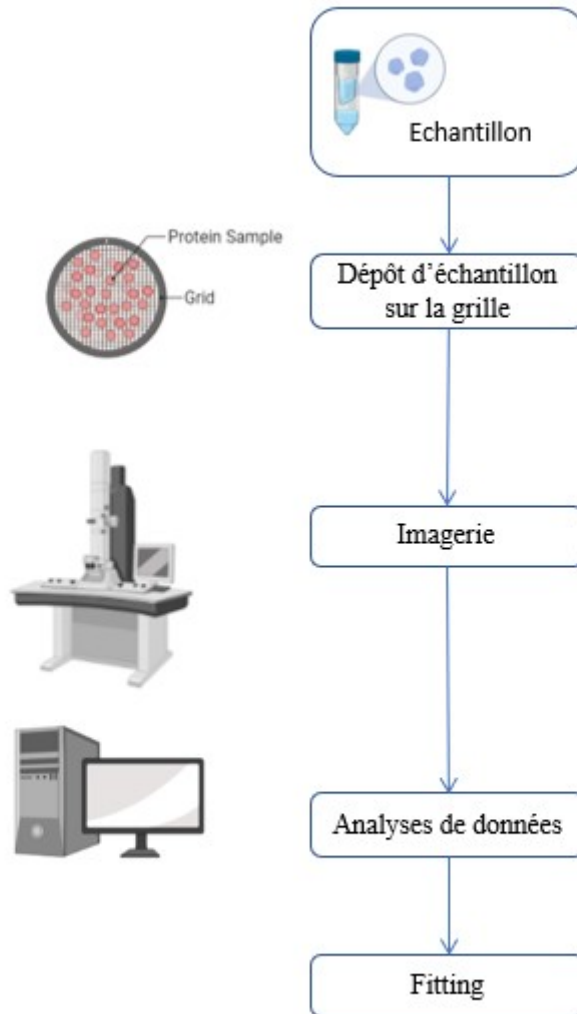 Echantillon
Protein Sample
Grid
Dépôt d'échantillon
sur la grille
Imagerie
Analyses de données
Fitting